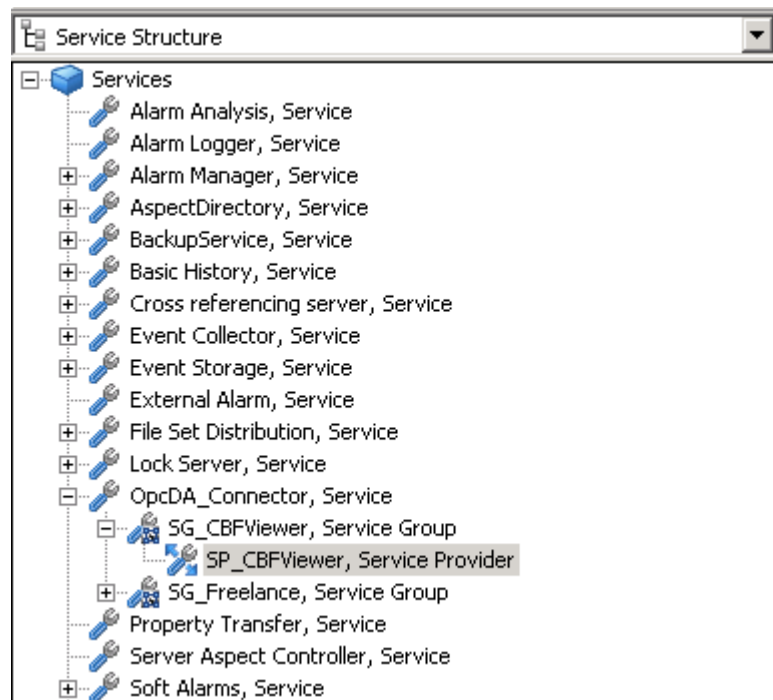 Service Structure
Services
Alarm Analysis, Service
Alarm Logger, Service
Alarm Manager, Service
AspectDirectory, Service
BackupService, Service
Basic History, Service
Cross referencing server, Service
Event Collector, Service
Event Storage, Service
External Alarm, Service
File Set Distribution, Service
Lock Server, Service
OpcDA_Connector, Service
SG_CBFViewer, Service Group
SP_CBFViewer, Service Provider
SG_Freelance, Service Group
Property Transfer, Service
Server Aspect Controller, Service
Soft Alarms, Service